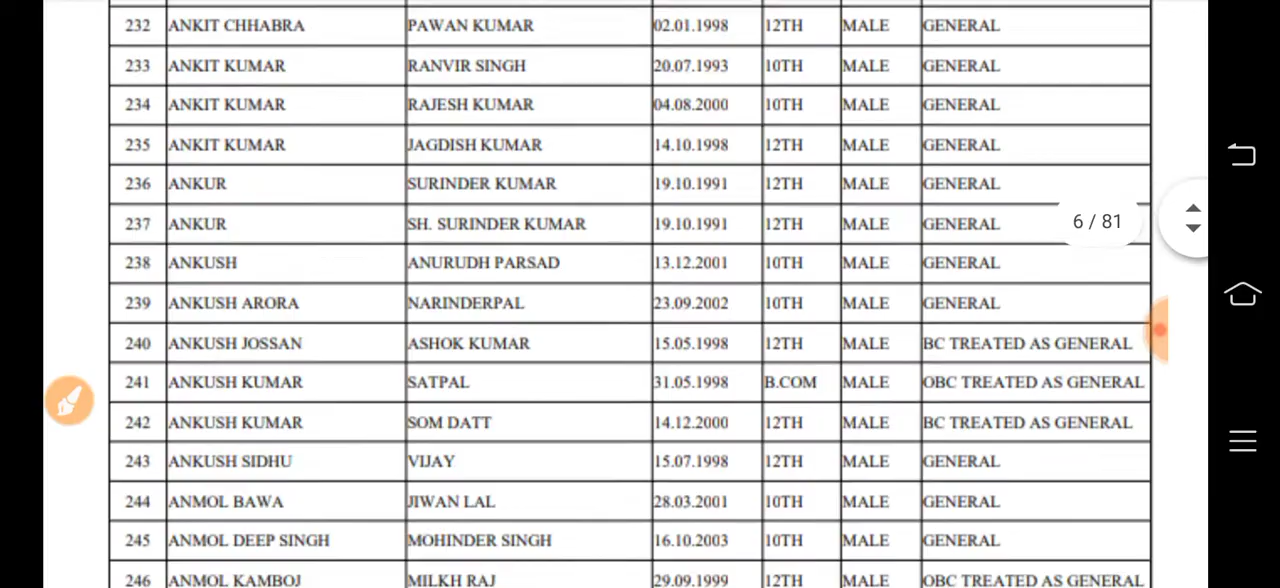 232 ANKIT CHHABRA PAWAN KUMAR 02.01.1998 12TH MALE GENERAL
233 ANKIT KUMAR RANVIR SINGH 20.07.1993 10TH MALE GENERAL
234 ANKIT KUMAR RAJESH KUMAR 04.08.2000 10TH MALE GENERAL
235 ANKIT KUMAR JAGDISH KUMAR 14.10.1998 12TH MALE GENERAL
236 ANKUR SURINDER KUMAR 19.10.1991 12TH MALE GENERAL
237 ANKUR SH. SURINDER KUMAR 19.10.1991 12TH MALE GENERAL 6 / 81
238 ANKUSH ANURUDH PARSAD 13.12.2001 10TH MALE GENERAL
239 ANKUSH ARORA NARINDERPAL 23.09.2002 10TH MALE GENERAL
240 ANKUSH JOSSAN ASHOK KUMAR 15.05.1998 12TH MALE BC TREATED AS GENERAL
241 ANKUSH KUMAR SATPAL 31.05.1998 B.COM MALE OBC TREATED AS GENERAL
242 ANKUSH KUMAR SOM DATT 14.12.2000 12TH MALE BC TREATED AS GENERAL
243 ANKUSH SIDHU VIJAY 15.07.1998 12TH MALE GENERAL
244 ANMOL BAWA JIWAN LAL 28.03.2001 10TH MALE GENERAL
245 ANMOL DEEP SINGH MOHINDER SINGH 16.10.2003 10TH MALE GENERAL
246 ANMOL KAMBOJ MILKH RAJ 29.09.1999 12TH MALE OBC TREATED AS GENERAL